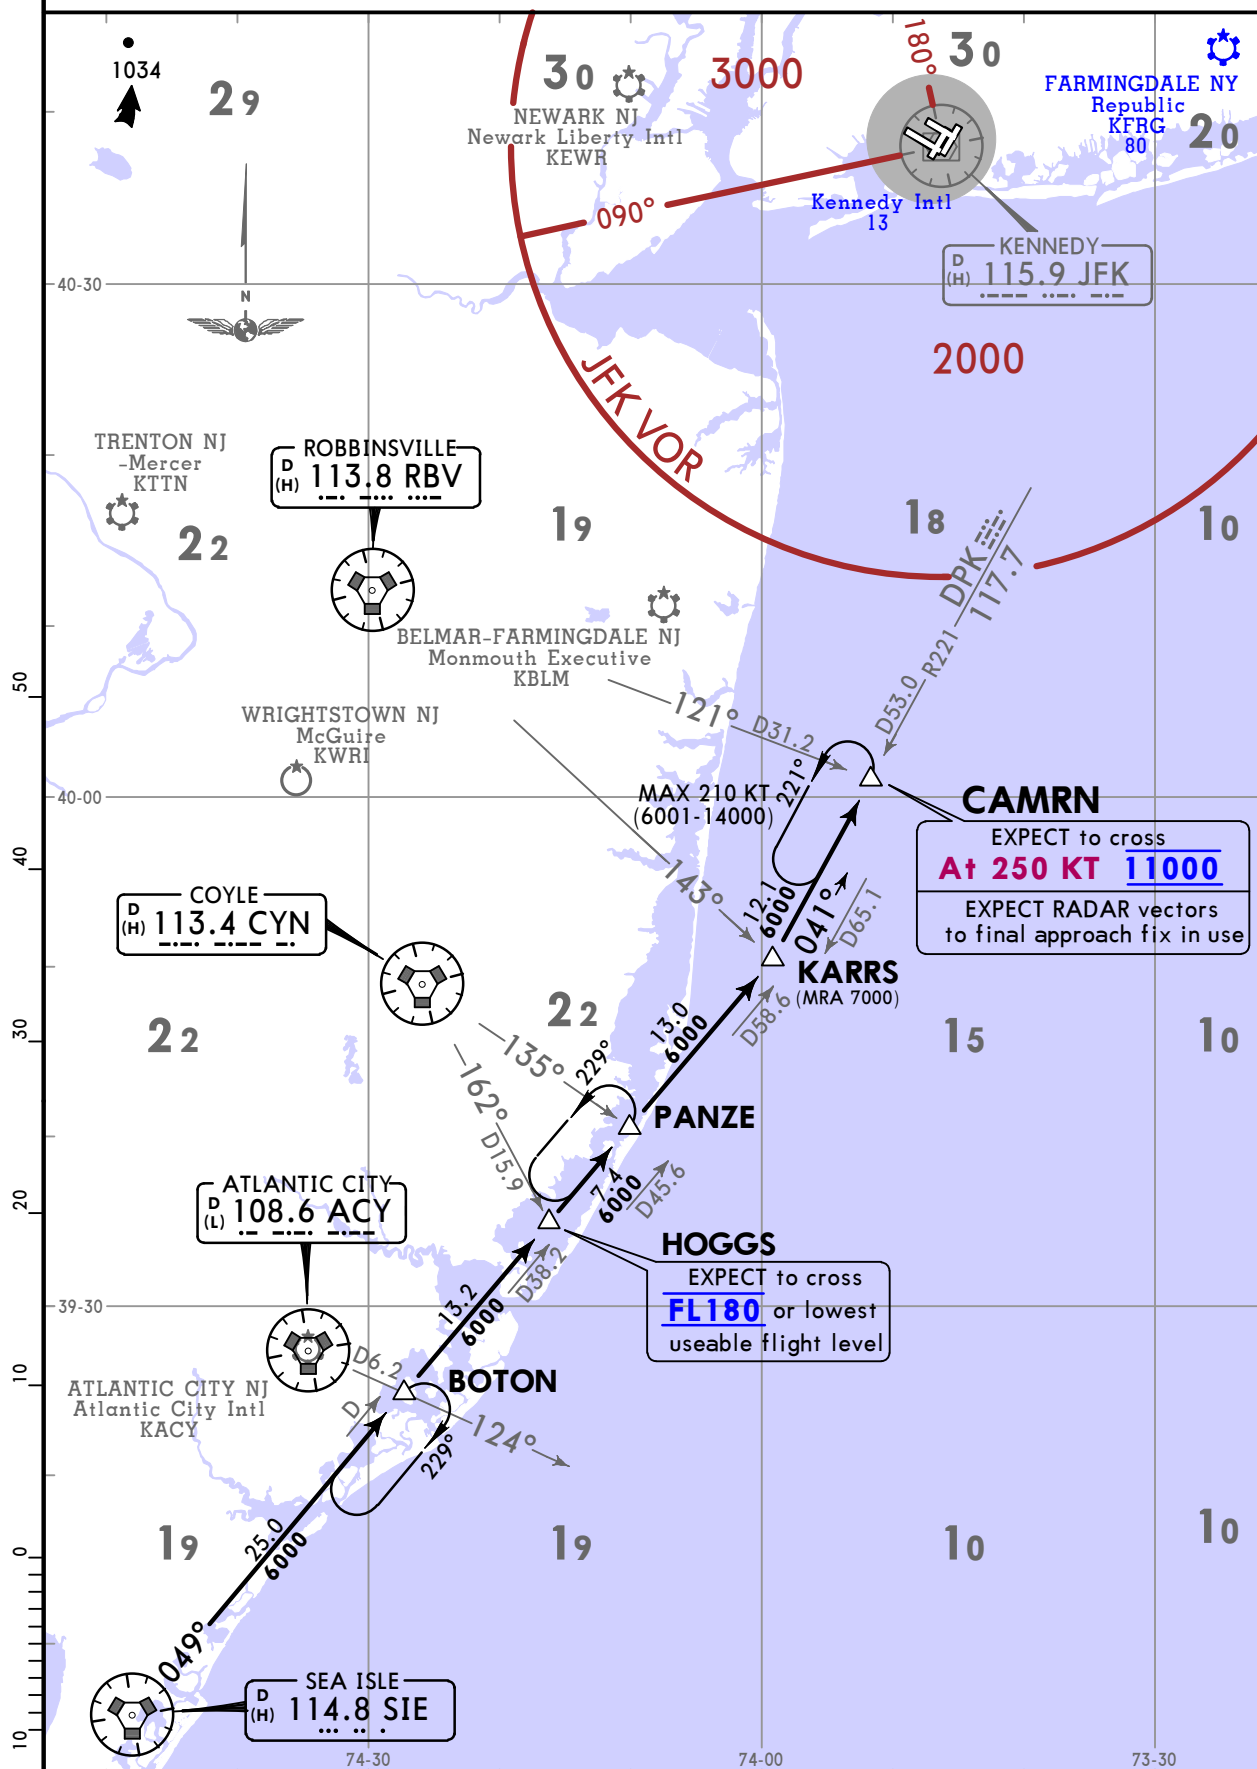 1034
29
30
NEWARK NJ
Newark Liberty Intl
KEWR
3000
180°
30
FARMINGDALE NY
Republic
KFRG
80
20
090°
Kennedy Intl
13
KENNEDY
D
(H) 115.9 JFK
40-30
N
2000
JFK VOR
TRENTON NJ
-Mercer
KTTN
22
ROBBINSVILLE
D
(H) 113.8 RBV
19
18
10
DPK
117.7
D53.0 R221
BELMAR-FARMINGDALE NJ
Monmouth Executive
KBLM
50
WRIGHTSTOWN NJ
McGuire
KWRI
121° D31.2
221°
40-00
MAX 210 KT
(6001-14000)
CAMRN
EXPECT to cross
At 250 KT 11000
EXPECT RADAR vectors
to final approach fix in use
40
143°
12.1
6000
041°
D65.1
COYLE
D
(H) 113.4 CYN
KARRS
(MRA 7000)
D58.6
13.0
6000
30
22
22
15
10
135°
229°
162°
D15.9
PANZE
7.4
6000
D45.6
20
ATLANTIC CITY
D
(L) 108.6 ACY
HOGGS
EXPECT to cross
FL180 or lowest
useable flight level
D38.2
13.2
6000
39-30
10
D6.2
BOTON
D
124°
229°
ATLANTIC CITY NJ
Atlantic City Intl
KACY
19
25.0
6000
19
10
10
0
049°
SEA ISLE
D
(H) 114.8 SIE
10
74-30
74-00
73-30